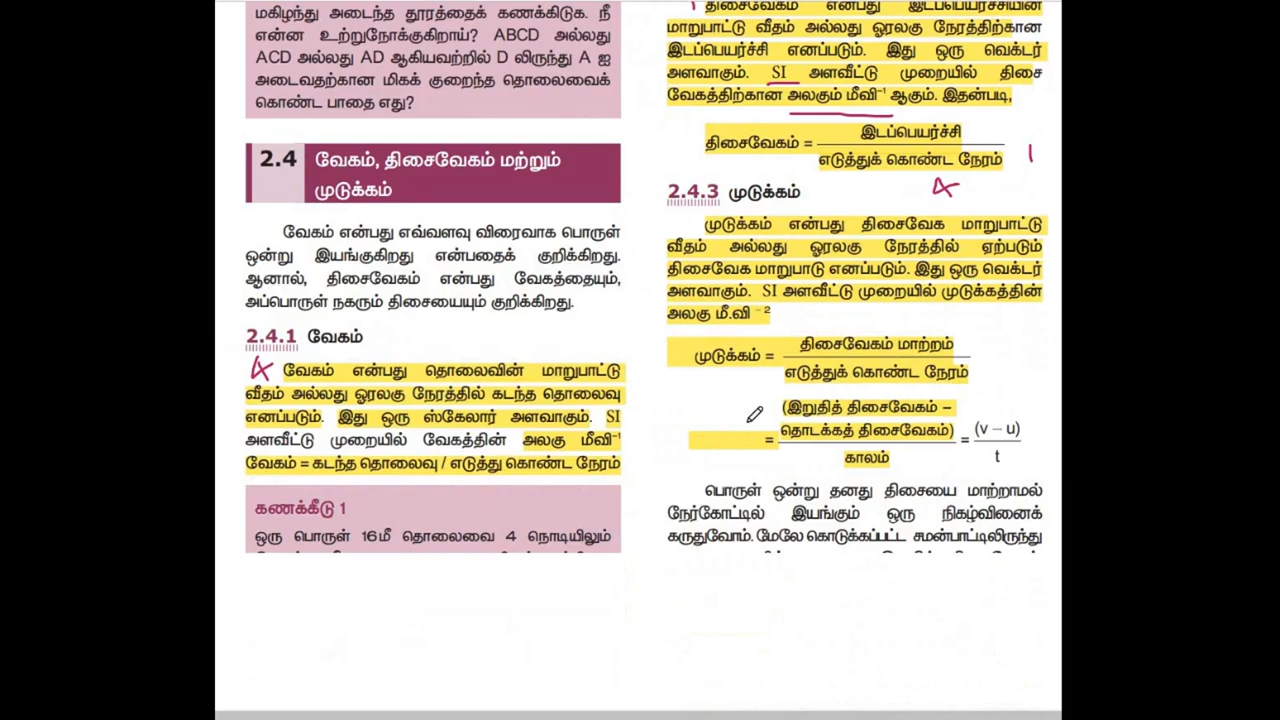 மகிழ்ந்து அடைந்த தூரத்தைக் கணக்கிடுக. நீ
என்ன உற்றுநோக்குகிறாய்? ABCD அல்லது
ACD அல்லது AD ஆகியவற்றில் D லிருந்து A ஐ
அடைவதற்கான மிகக் குறைந்த தொலைவைக்
கொண்ட பாதை எது?
2.4 வேகம், திசைவேகம் மற்றும்
முடுக்கம்
வேகம் என்பது எவ்வளவு விரைவாக பொருள்
ஒன்று இயங்குகிறது என்பதைக் குறிக்கிறது.
ஆனால், திசைவேகம் என்பது வேகத்தையும்,
அப்பொருள் நகரும் திசையையும் குறிக்கிறது.
2.4.1 வேகம்
வேகம் என்பது தொலைவின் மாறுபாட்டு
வீதம் அல்லது ஓரலகு நேரத்தில் கடந்த தொலைவு
எனப்படும். இது ஒரு ஸ்கேலார் அளவாகும். SI
அளவீட்டு முறையில் வேகத்தின் அலகு மீவி⁻¹
வேகம் = கடந்த தொலைவு / எடுத்து கொண்ட நேரம்
கணக்கீடு 1
ஒரு பொருள் 16மீ தொலைவை 4 நொடியிலும்
திசைவேகம் என்பது இடப்பெயர்ச்சியின்
மாறுபாட்டு வீதம் அல்லது ஓரலகு நேரத்திற்கான
இடப்பெயர்ச்சி எனப்படும். இது ஒரு வெக்டர்
அளவாகும். SI அளவீட்டு முறையில் திசை
வேகத்திற்கான அலகும் மீவி⁻¹ ஆகும். இதன்படி,
திசைவேகம் = இடப்பெயர்ச்சி
எடுத்துக் கொண்ட நேரம்
2.4.3 முடுக்கம்
முடுக்கம் என்பது திசைவேக மாறுபாட்டு
வீதம் அல்லது ஓரலகு நேரத்தில் ஏற்படும்
திசைவேக மாறுபாடு எனப்படும். இது ஒரு வெக்டர்
அளவாகும். SI அளவீட்டு முறையில் முடுக்கத்தின்
அலகு மீ.வி ⁻²
முடுக்கம் = திசைவேகம் மாற்றம்
எடுத்துக் கொண்ட நேரம்
(இறுதித் திசைவேகம் –
= தொடக்கத் திசைவேகம்) = (v – u)
காலம் t
பொருள் ஒன்று தனது திசையை மாற்றாமல்
நேர்கோட்டில் இயங்கும் ஒரு நிகழ்வினைக்
கருதுவோம். மேலே கொடுக்கப்பட்ட சமன்பாட்டிலிருந்து